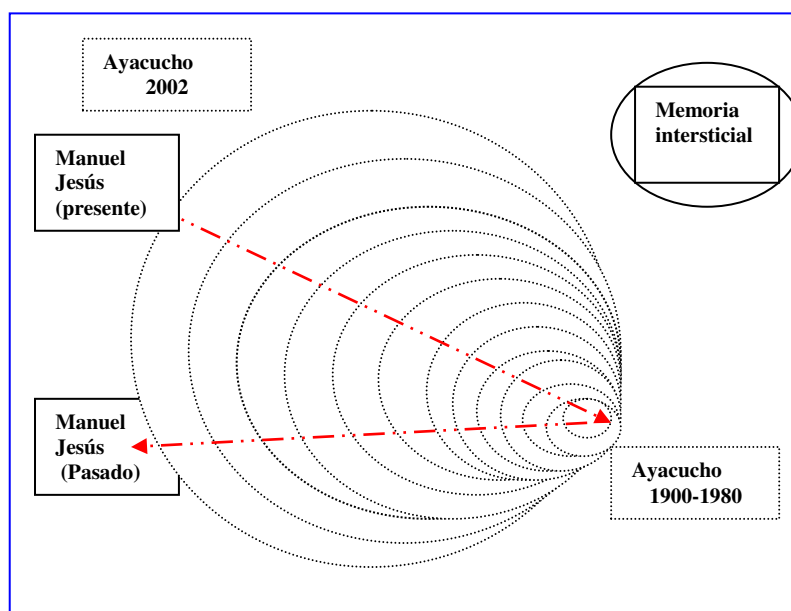 Ayacucho
2002
Memoria
intersticial
Manuel
Jesús
(presente)
Manuel
Jesús
(Pasado)
Ayacucho
1900-1980